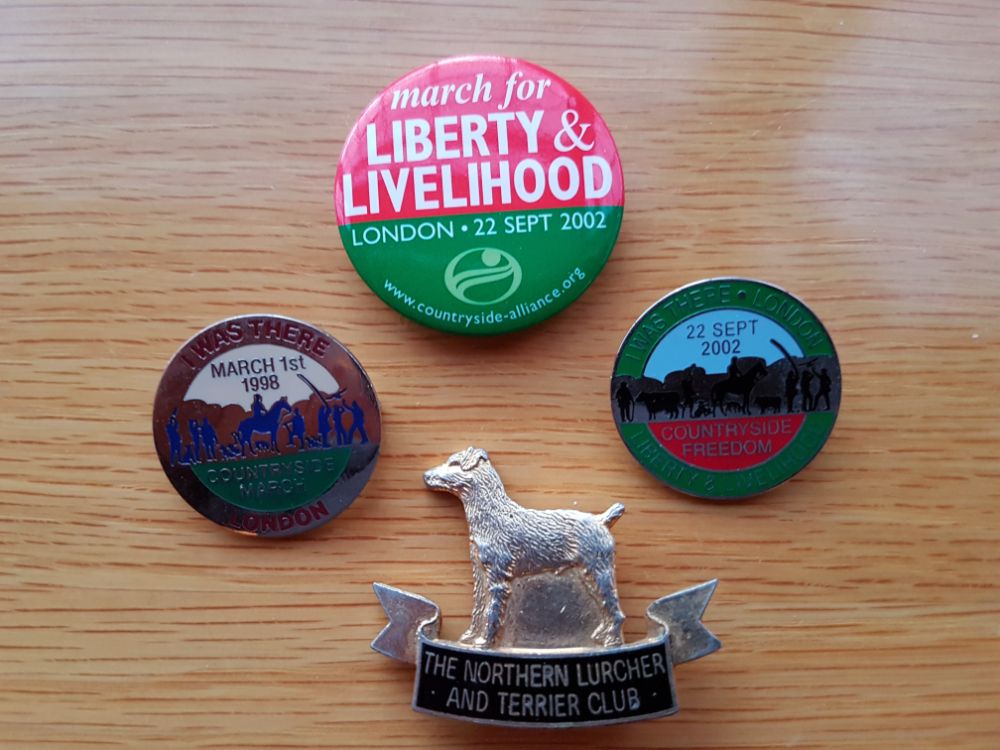 march for
LIBERTY &
LIVELIHOOD
LONDON • 22 SEPT 2002
www.countryside-alliance.org
I WAS THERE
MARCH 1st
1998
COUNTRYSIDE
MARCH
LONDON
I WAS THERE • LONDON
22 SEPT
2002
COUNTRYSIDE
FREEDOM
LIBERTY & LIVELIHOOD
THE NORTHERN LURCHER
· AND TERRIER CLUB ·